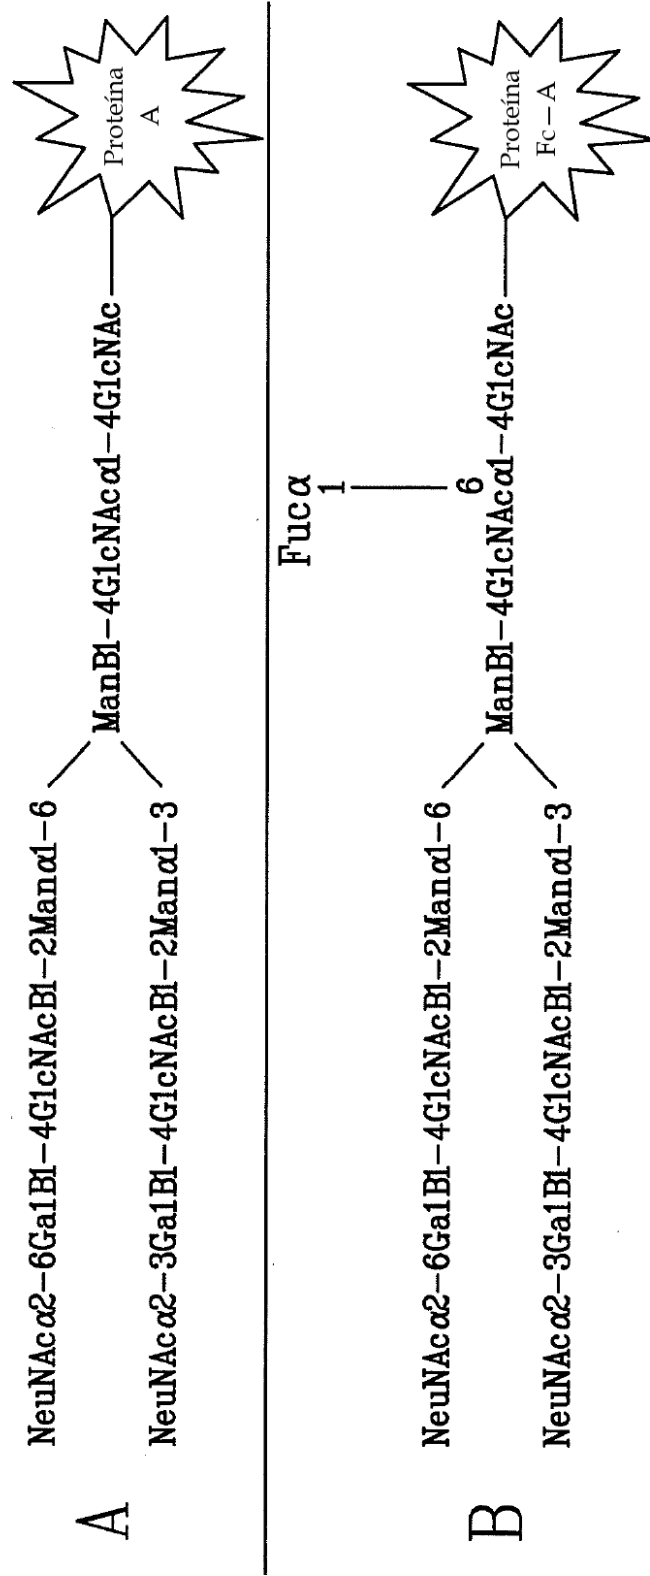 A
NeuNAcα2-6Ga1B1-4G1cNAcB1-2Manα1-6
ManB1-4G1cNAcα1-4G1cNAc
Proteína
A
NeuNAcα2-3Ga1B1-4G1cNAcB1-2Manα1-3
B
Fucα
1
6
NeuNAcα2-6Ga1B1-4G1cNAcB1-2Manα1-6
ManB1-4G1cNAcα1-4G1cNAc
Proteína
Fc-A
NeuNAcα2-3Ga1B1-4G1cNAcB1-2Manα1-3